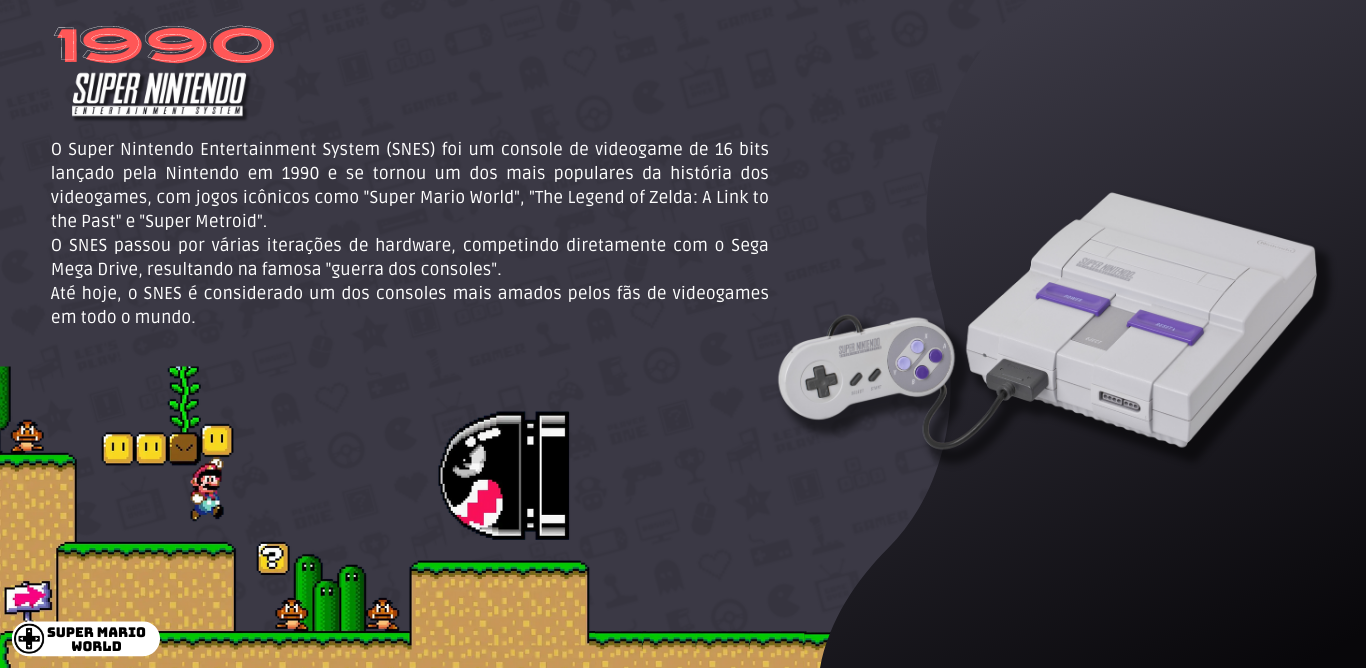 1990
SUPER NINTENDO
ENTERTAINMENT SYSTEM
O Super Nintendo Entertainment System (SNES) foi um console de videogame de 16 bits
lançado pela Nintendo em 1990 e se tornou um dos mais populares da história dos
videogames, com jogos icônicos como "Super Mario World", "The Legend of Zelda: A Link to
the Past" e "Super Metroid".
O SNES passou por várias iterações de hardware, competindo diretamente com o Sega
Mega Drive, resultando na famosa "guerra dos consoles".
Até hoje, o SNES é considerado um dos consoles mais amados pelos fãs de videogames
em todo o mundo.
SUPER NINTENDO
SUPER NINTENDO
?
SUPER MARIO
WORLD